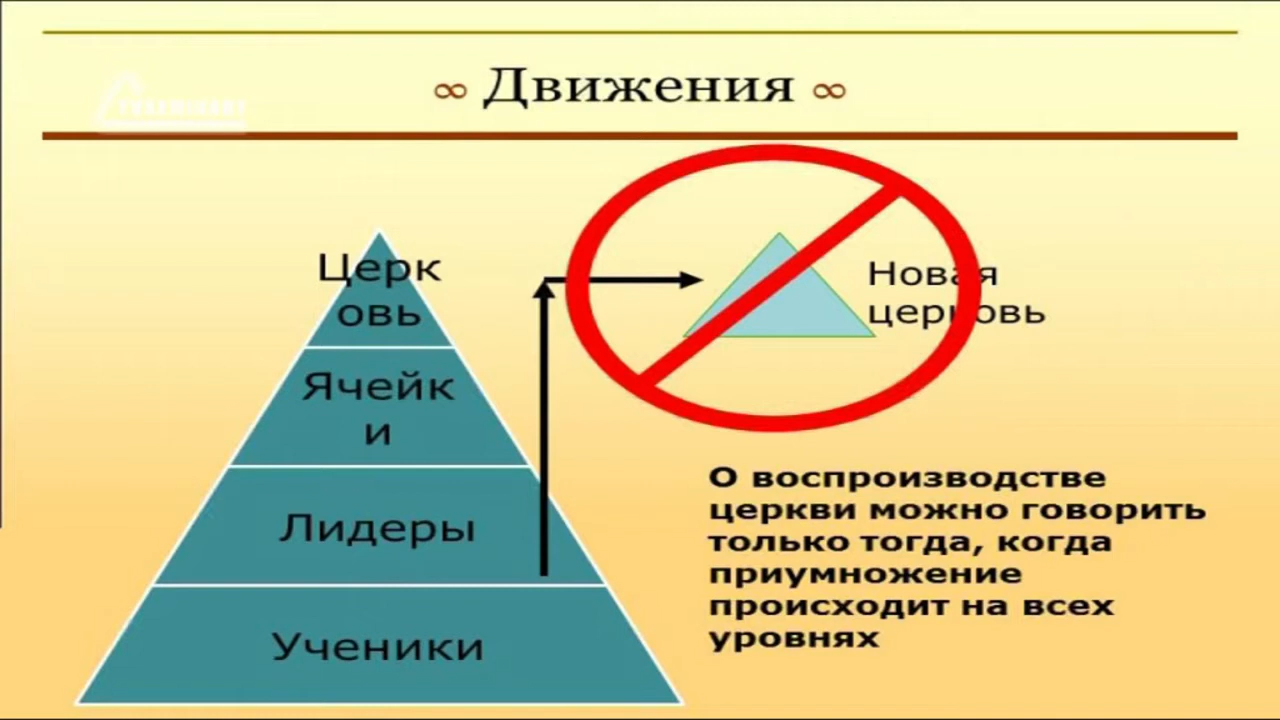 ∞ Движения ∞
Церк
овь
Ячейк
и
Лидеры
Ученики
Новая
церковь
О воспроизводстве
церкви можно говорить
только тогда, когда
приумножение
происходит на всех
уровнях